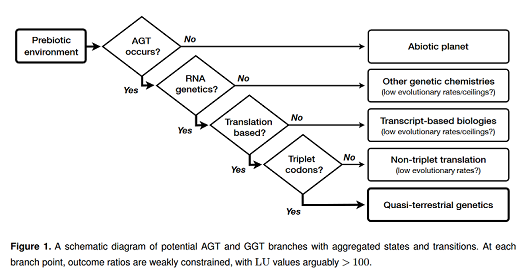 Prebiotic
environment
AGT
occurs?
No
Abiotic planet
Yes
RNA
genetics?
No
Other genetic chemistries
(low evolutionary rates/ceilings?)
Yes
Translation
based?
No
Transcript-based biologies
(low evolutionary rates/ceilings?)
Yes
Triplet
codons?
No
Non-triplet translation
(low evolutionary rates?)
Yes
Quasi-terrestrial genetics
Figure 1. A schematic diagram of potential AGT and GGT branches with aggregated states and transitions. At each
branch point, outcome ratios are weakly constrained, with LU values arguably > 100.